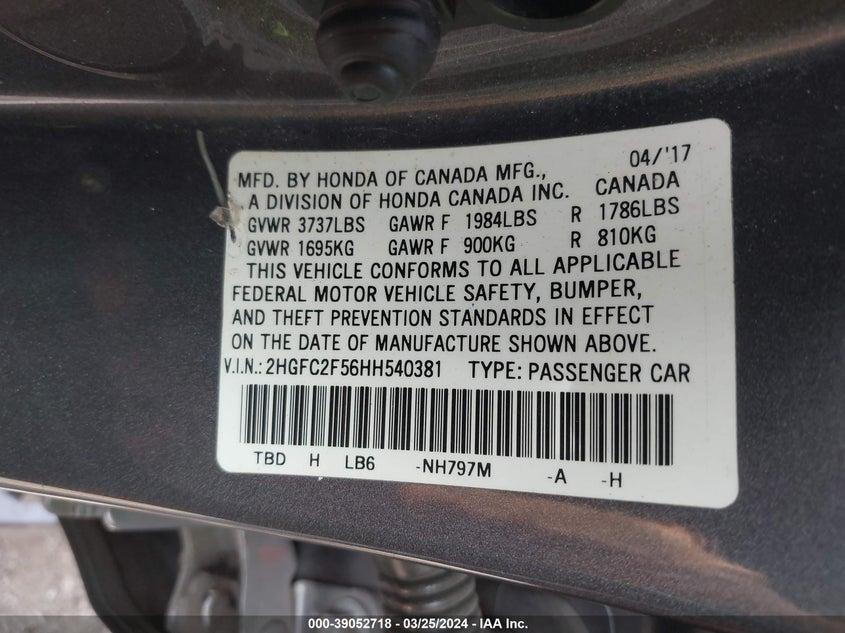 04/'17
MFD. BY HONDA OF CANADA MFG.,
A DIVISION OF HONDA CANADA INC. CANADA
GVWR 3737LBS GAWR F 1984LBS R 1786LBS
GVWR 1695KG GAWR F 900KG R 810KG
THIS VEHICLE CONFORMS TO ALL APPLICABLE
FEDERAL MOTOR VEHICLE SAFETY, BUMPER,
AND THEFT PREVENTION STANDARDS IN EFFECT
ON THE DATE OF MANUFACTURE SHOWN ABOVE.
V.I.N.: 2HGFC2F56HH540381 TYPE: PASSENGER CAR
TBD H LB6 -NH797M -A -H
000-39052718 - 03/25/2024 - IAA Inc.